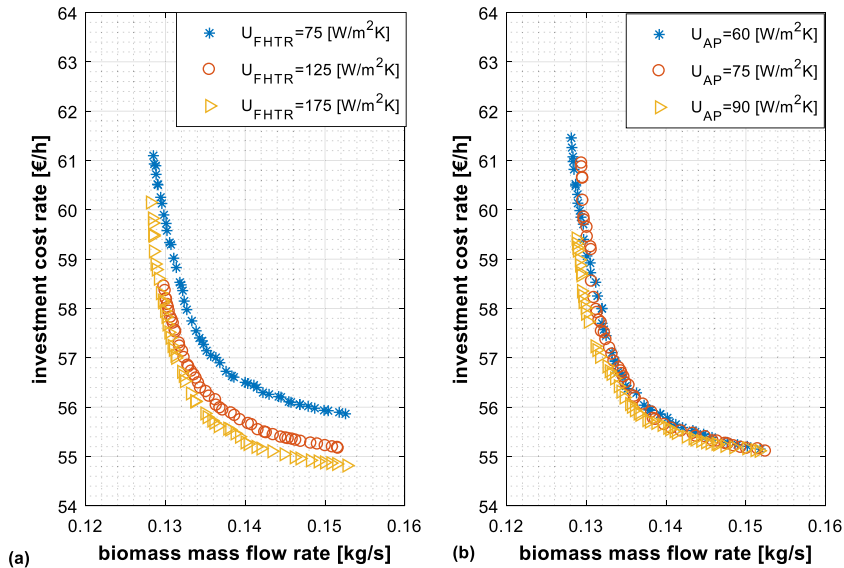 64
63
62
61
60
59
58
57
56
55
54
0.12
0.13
0.14
0.15
0.16
investment cost rate [€/h]
biomass mass flow rate [kg/s]
U_FHTR=75 [W/m²K]
U_FHTR=125 [W/m²K]
U_FHTR=175 [W/m²K]
(a)
64
63
62
61
60
59
58
57
56
55
54
0.12
0.13
0.14
0.15
0.16
investment cost rate [€/h]
biomass mass flow rate [kg/s]
U_AP=60 [W/m²K]
U_AP=75 [W/m²K]
U_AP=90 [W/m²K]
(b)